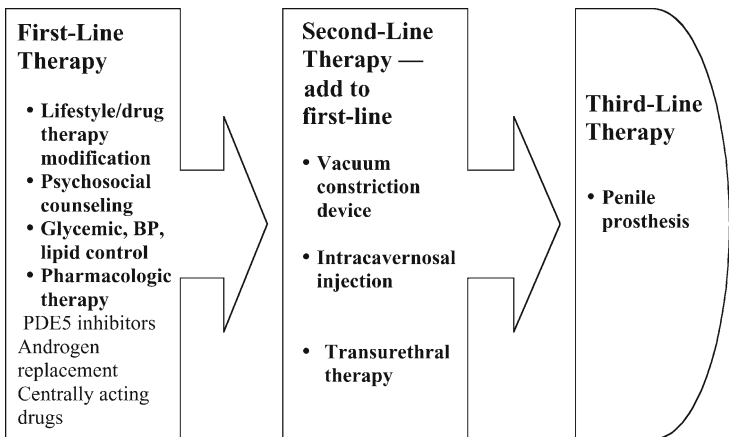 First-Line
Therapy
• Lifestyle/drug
therapy
modification
• Psychosocial
counseling
• Glycemic, BP,
lipid control
• Pharmacologic
therapy
PDE5 inhibitors
Androgen
replacement
Centrally acting
drugs
Second-Line
Therapy —
add to
first-line
• Vacuum
constriction
device
• Intracavernosal
injection
• Transurethral
therapy
Third-Line
Therapy
• Penile
prosthesis